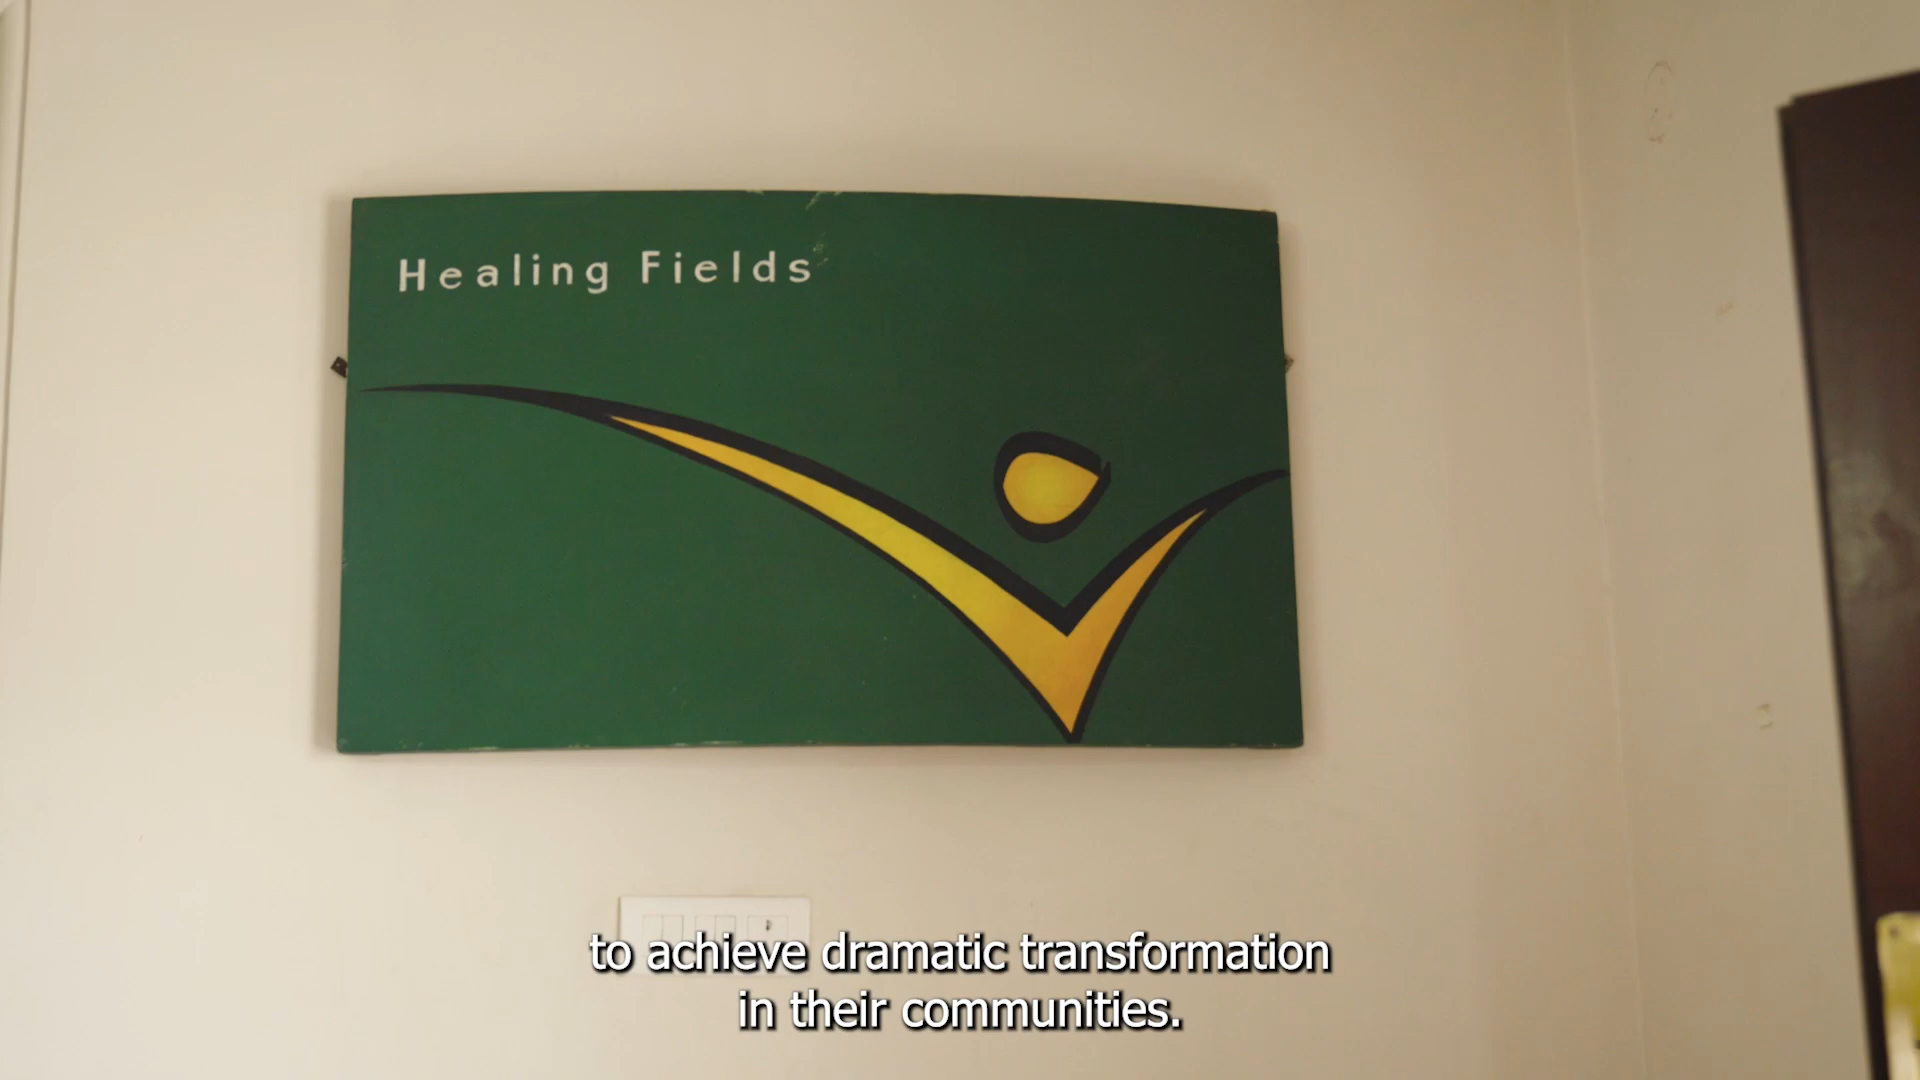 Healing Fields
to achieve dramatic transformation
in their communities.